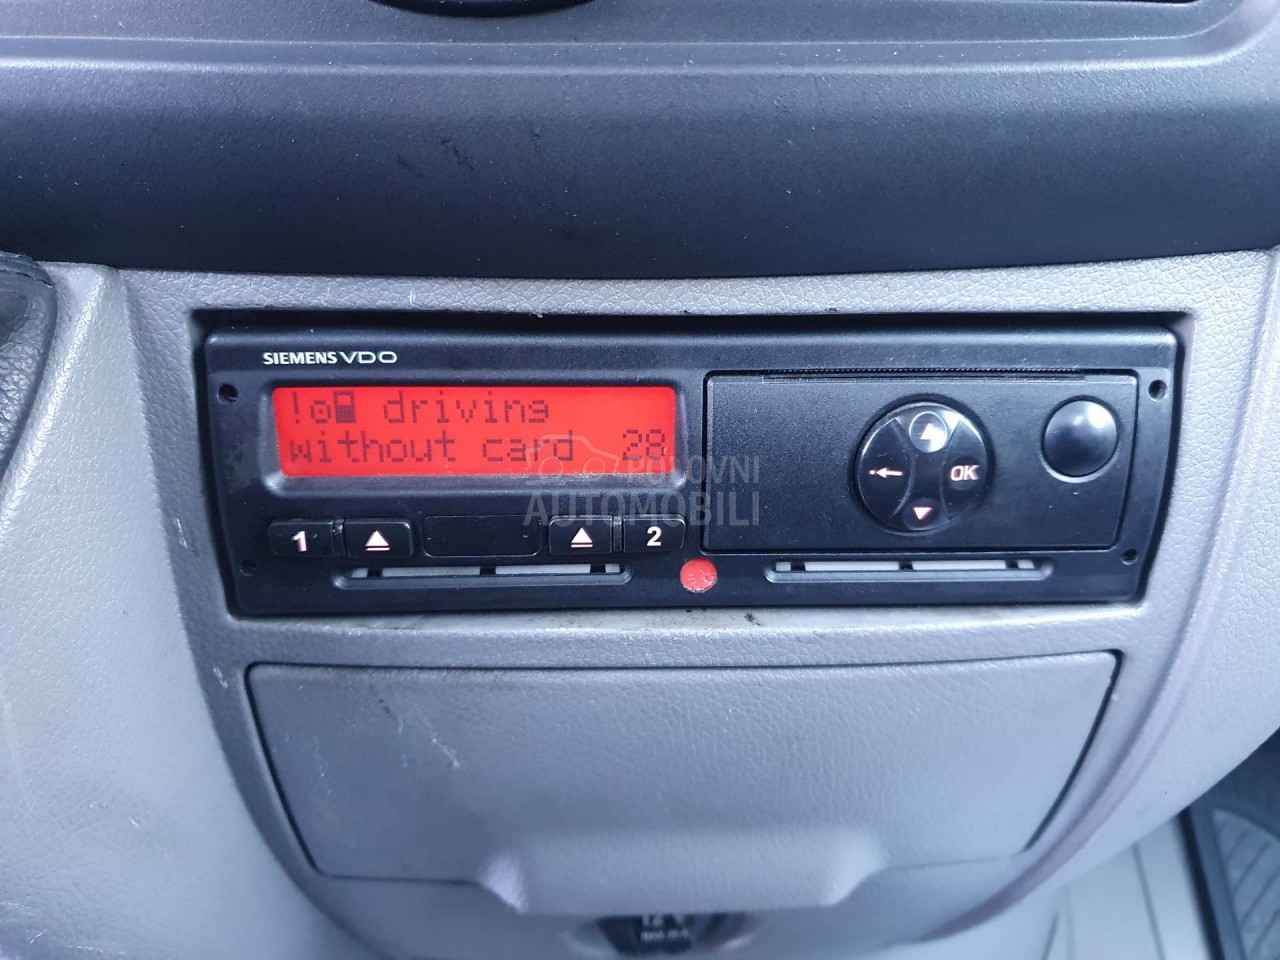 SIEMENS VDO
! driving
without card 28
POLOVNI
AUTOMOBILI
OK
1
2